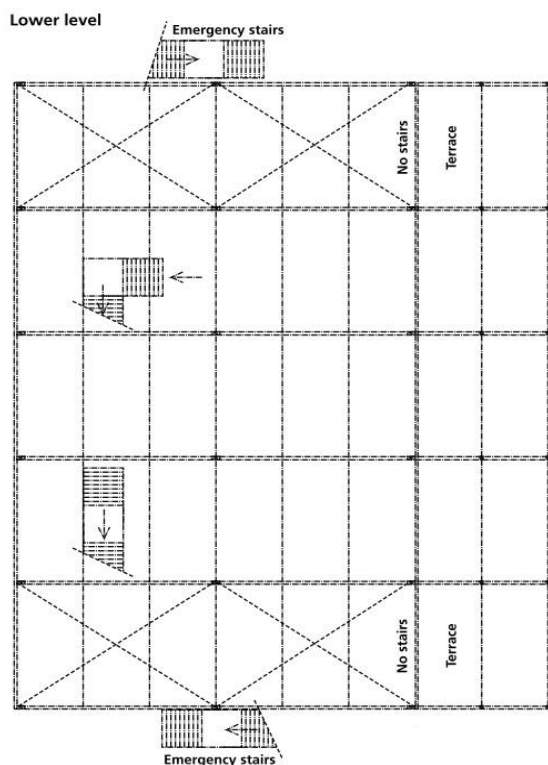 Lower level
Emergency stairs
No stairs
Terrace
No stairs
Terrace
Emergency stairs